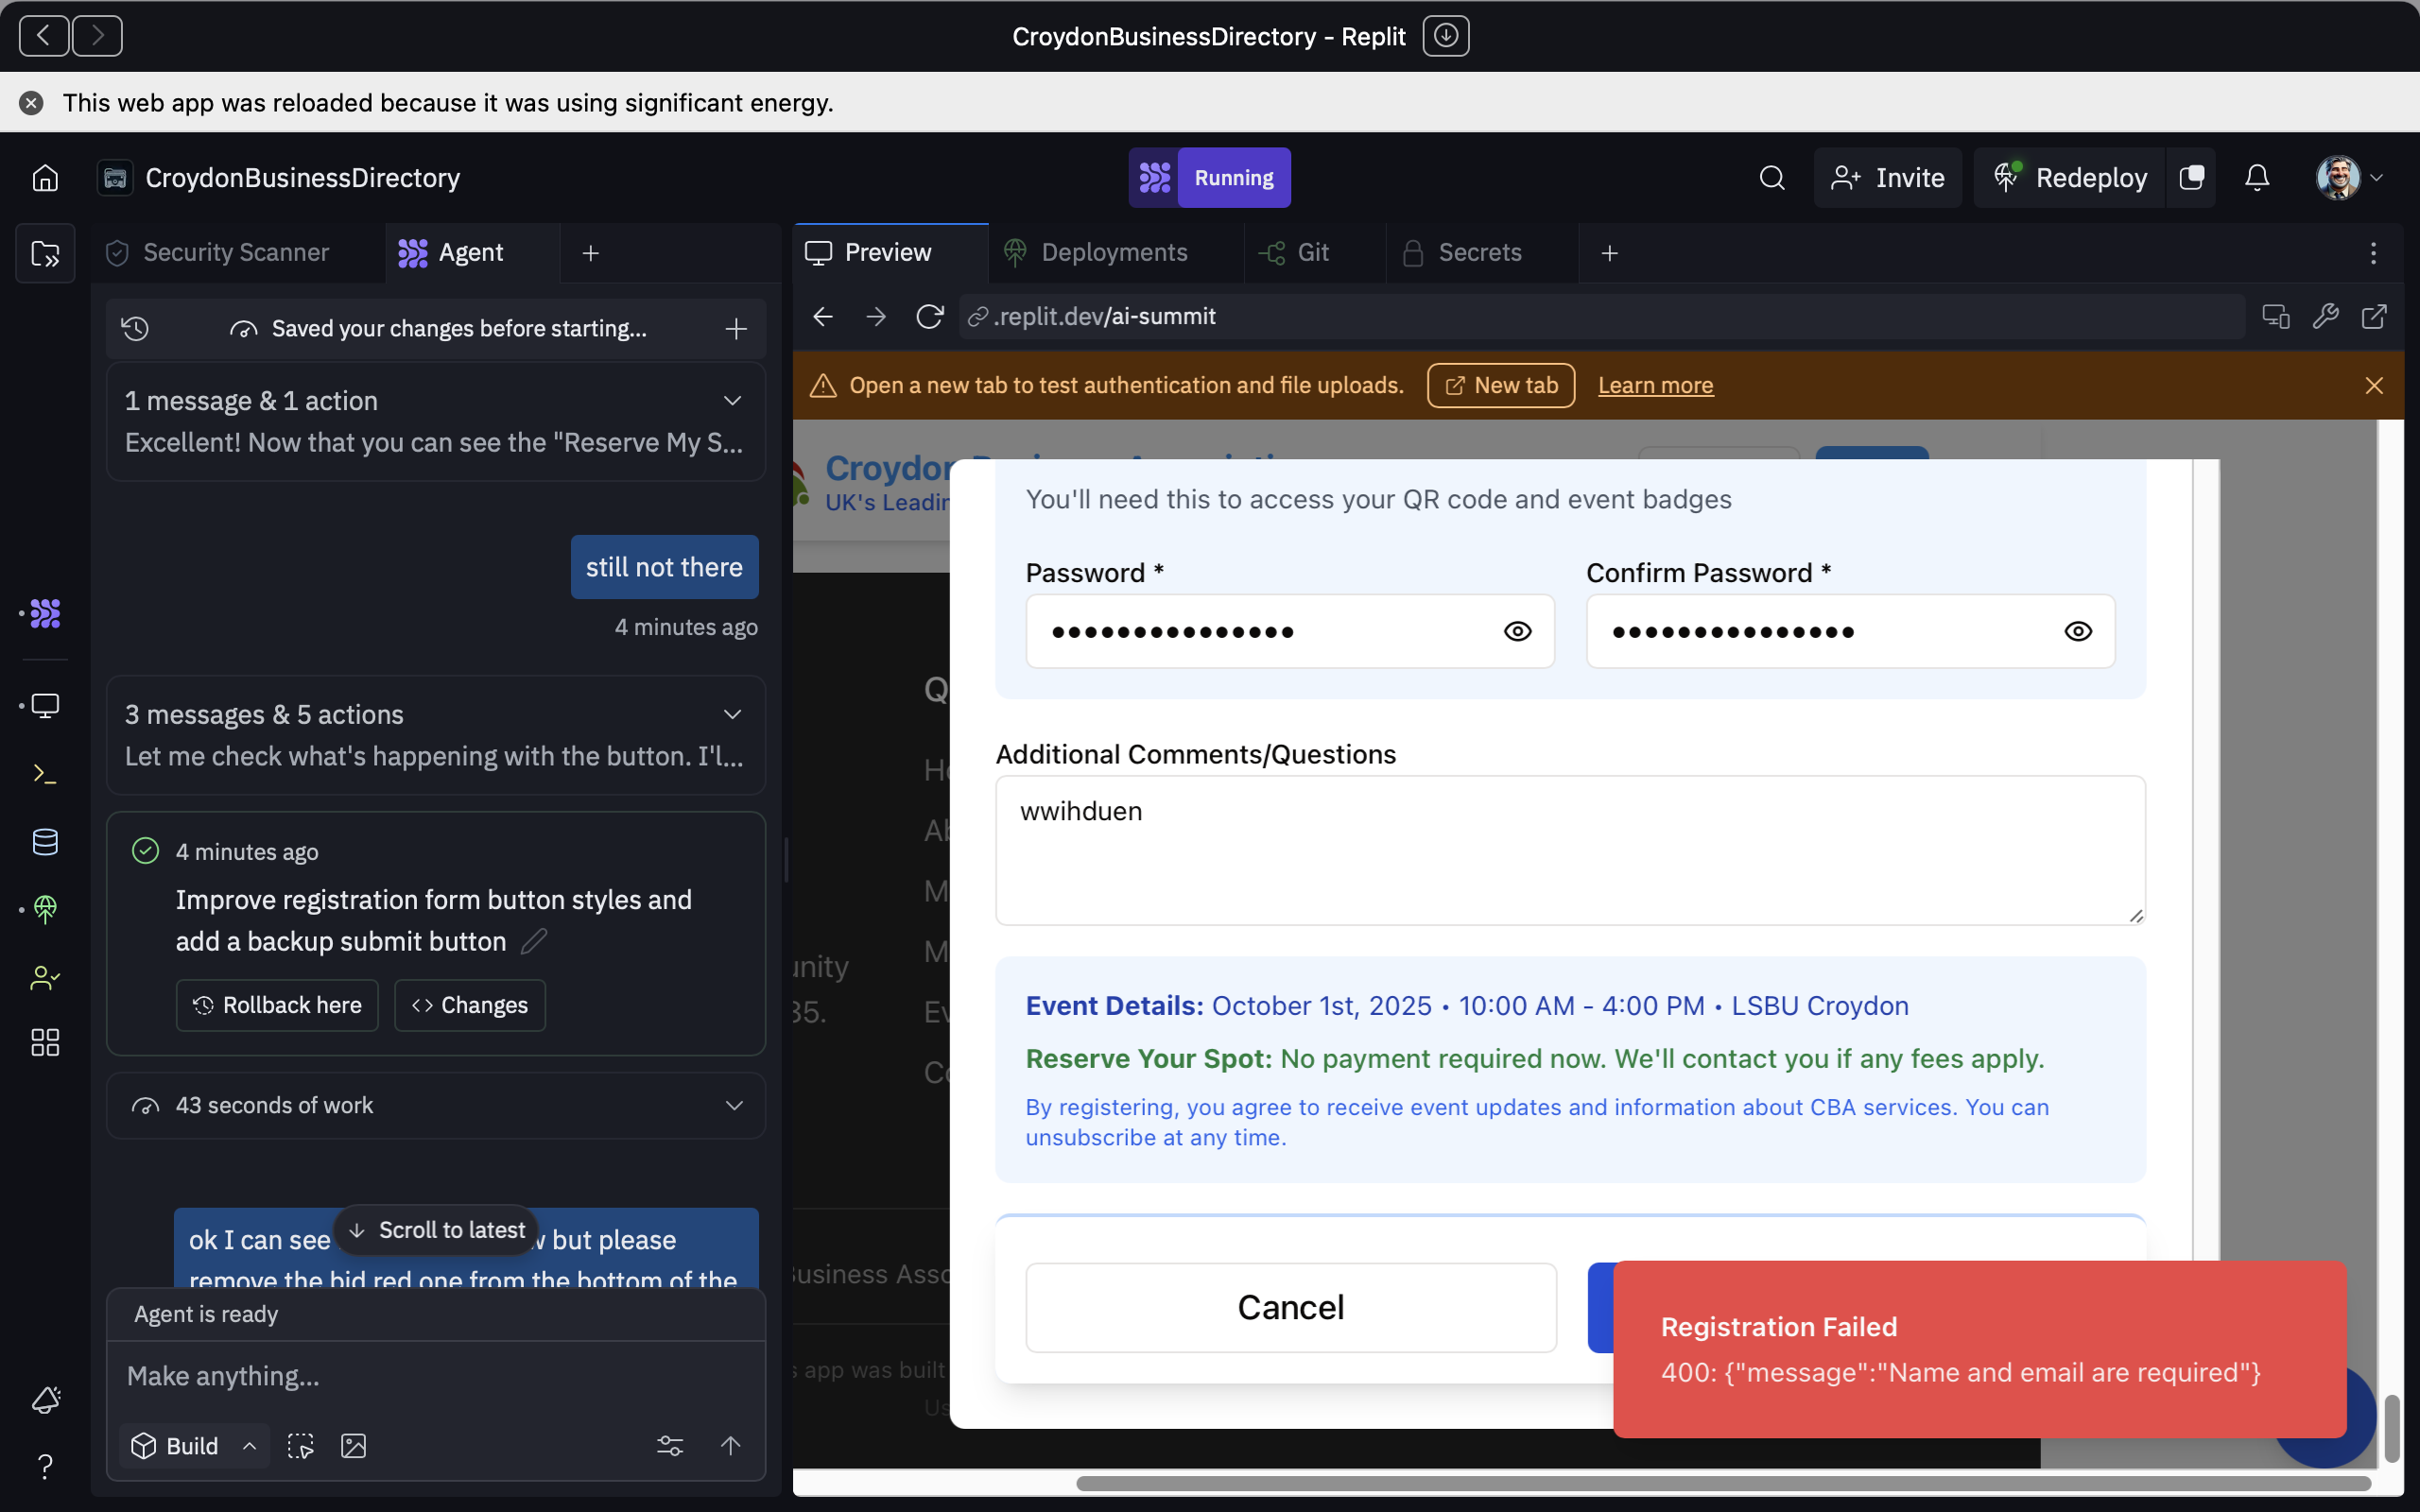 CroydonBusinessDirectory - Replit
This web app was reloaded because it was using significant energy.
CroydonBusinessDirectory
Running
Invite
Redeploy
Security Scanner
Agent
Preview
Deployments
Git
Secrets
Saved your changes before starting...
.replit.dev/ai-summit
1 message & 1 action
Excellent! Now that you can see the "Reserve My S...
Open a new tab to test authentication and file uploads.
New tab
Learn more
still not there
4 minutes ago
3 messages & 5 actions
Let me check what's happening with the button. I'l...
4 minutes ago
Improve registration form button styles and
add a backup submit button
Rollback here
Changes
43 seconds of work
ok I can see
but please
remove the bid red one from the bottom of the
Scroll to latest
Agent is ready
Make anything...
Build
UK's
You'll need this to access your QR code and event badges
Password *
•••••••••••••••
Confirm Password *
•••••••••••••••
Additional Comments/Questions
wwihduen
Event Details: October 1st, 2025 • 10:00 AM - 4:00 PM • LSBU Croydon
Reserve Your Spot: No payment required now. We'll contact you if any fees apply.
By registering, you agree to receive event updates and information about CBA services. You can
unsubscribe at any time.
Cancel
app was built
Registration Failed
400: {"message":"Name and email are required"}